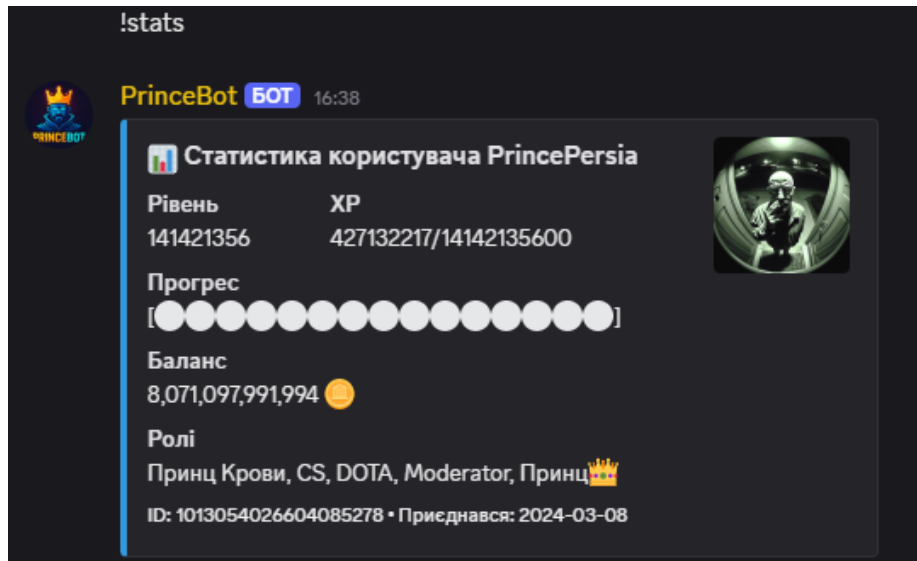 !stats
PrinceBot БОТ 16:38
PRINCEBOT
Статистика користувача PrincePersia
Рівень XP
141421356 427132217/14142135600
Прогрес
[⚪⚪⚪⚪⚪⚪⚪⚪⚪⚪⚪⚪⚪⚪⚪]
Баланс
8,071,097,991,994
Ролі
Принц Крови, CS, DOTA, Moderator, Принц👑
ID: 1013054026604085278 • Приєднався: 2024-03-08